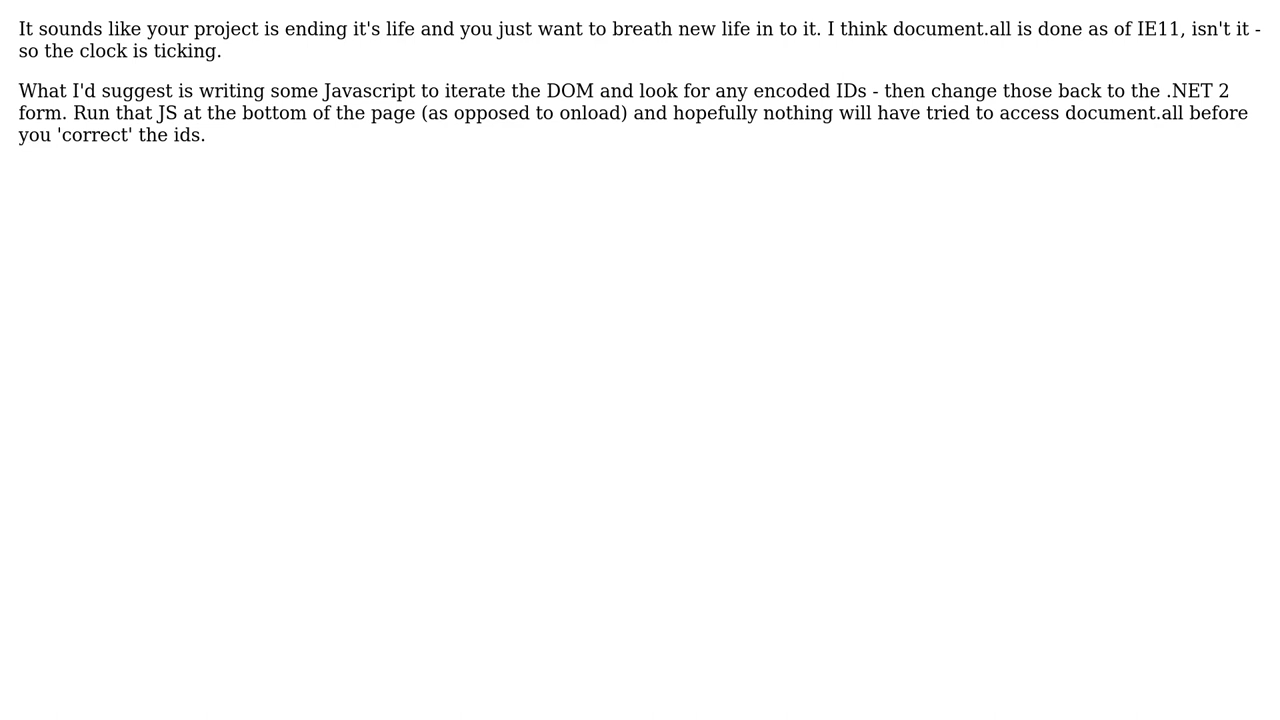 It sounds like your project is ending it's life and you just want to breath new life in to it. I think document.all is done as of IE11, isn't it -
so the clock is ticking.
What I'd suggest is writing some Javascript to iterate the DOM and look for any encoded IDs - then change those back to the .NET 2
form. Run that JS at the bottom of the page (as opposed to onload) and hopefully nothing will have tried to access document.all before
you 'correct' the ids.